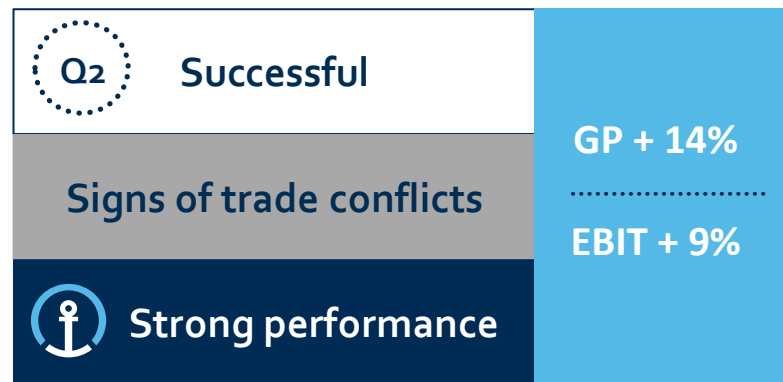 Q2 Successful
Signs of trade conflicts
Strong performance
GP + 14%
EBIT + 9%